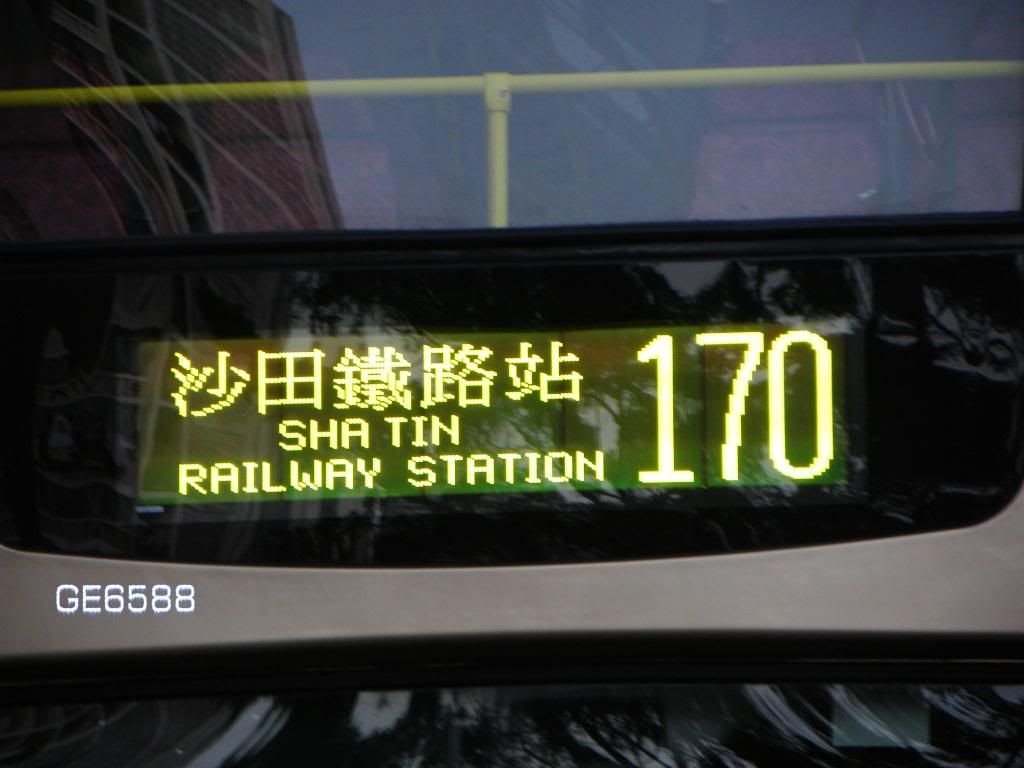 沙田鐵路站
SHA TIN
RAILWAY STATION
170
GE6588